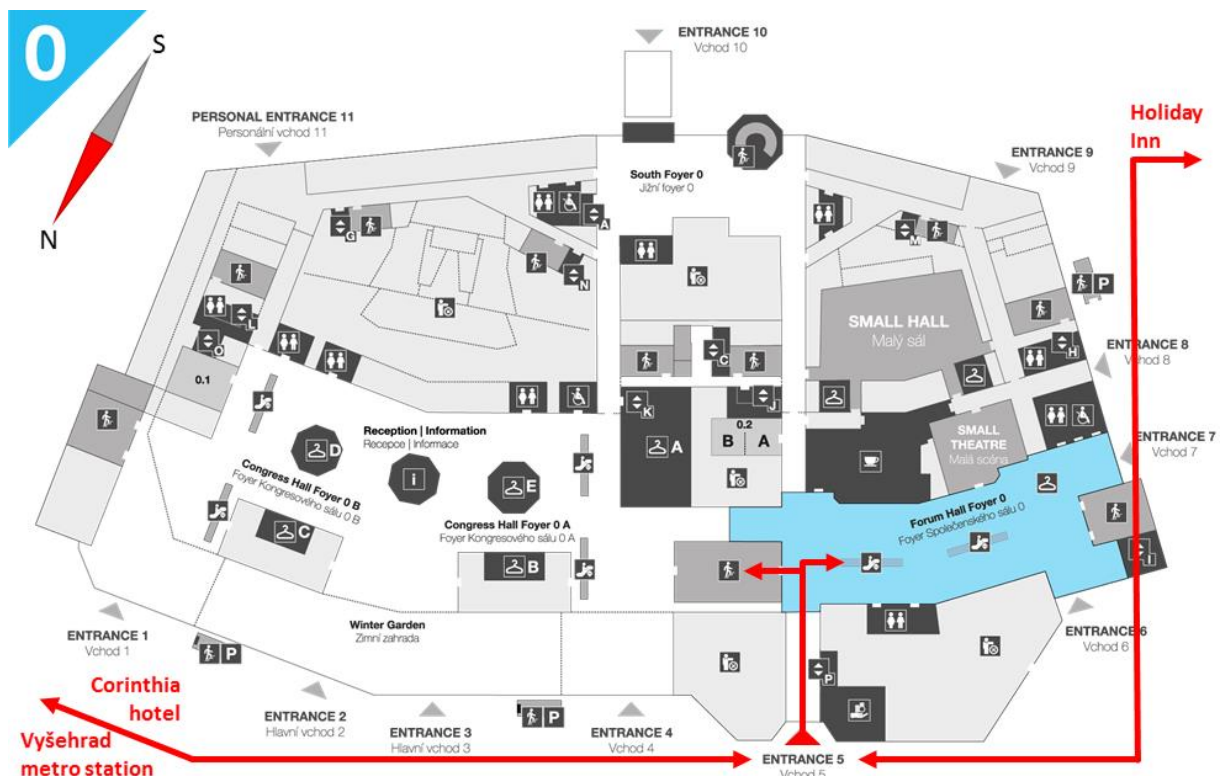 0
S
N
ENTRANCE 10
Vchod 10
PERSONAL ENTRANCE 11
Personální vchod 11
Holiday
Inn
ENTRANCE 9
Vchod 9
South Foyer 0
Jižní foyer 0
G
A
N
M
L
O
C
H
P
SMALL HALL
Malý sál
ENTRANCE 8
Vchod 8
0.1
K
J
0.2
B A
A
Reception | Information
Recepce | Informace
D
i
E
SMALL
THEATRE
Malá scéna
ENTRANCE 7
Vchod 7
Congress Hall Foyer 0 B
Foyer Kongresového sálu 0 B
C
Congress Hall Foyer 0 A
Foyer Kongresového sálu 0 A
B
Forum Hall Foyer 0
Foyer Společenského sálu 0
I
ENTRANCE 1
Vchod 1
P
Winter Garden
Zimní zahrada
ENTRANCE 6
Vchod 6
P
Corinthia
hotel
ENTRANCE 2
Hlavní vchod 2
ENTRANCE 3
Hlavní vchod 3
P
ENTRANCE 4
Vchod 4
Vyšehrad
metro station
ENTRANCE 5
Vchod 5